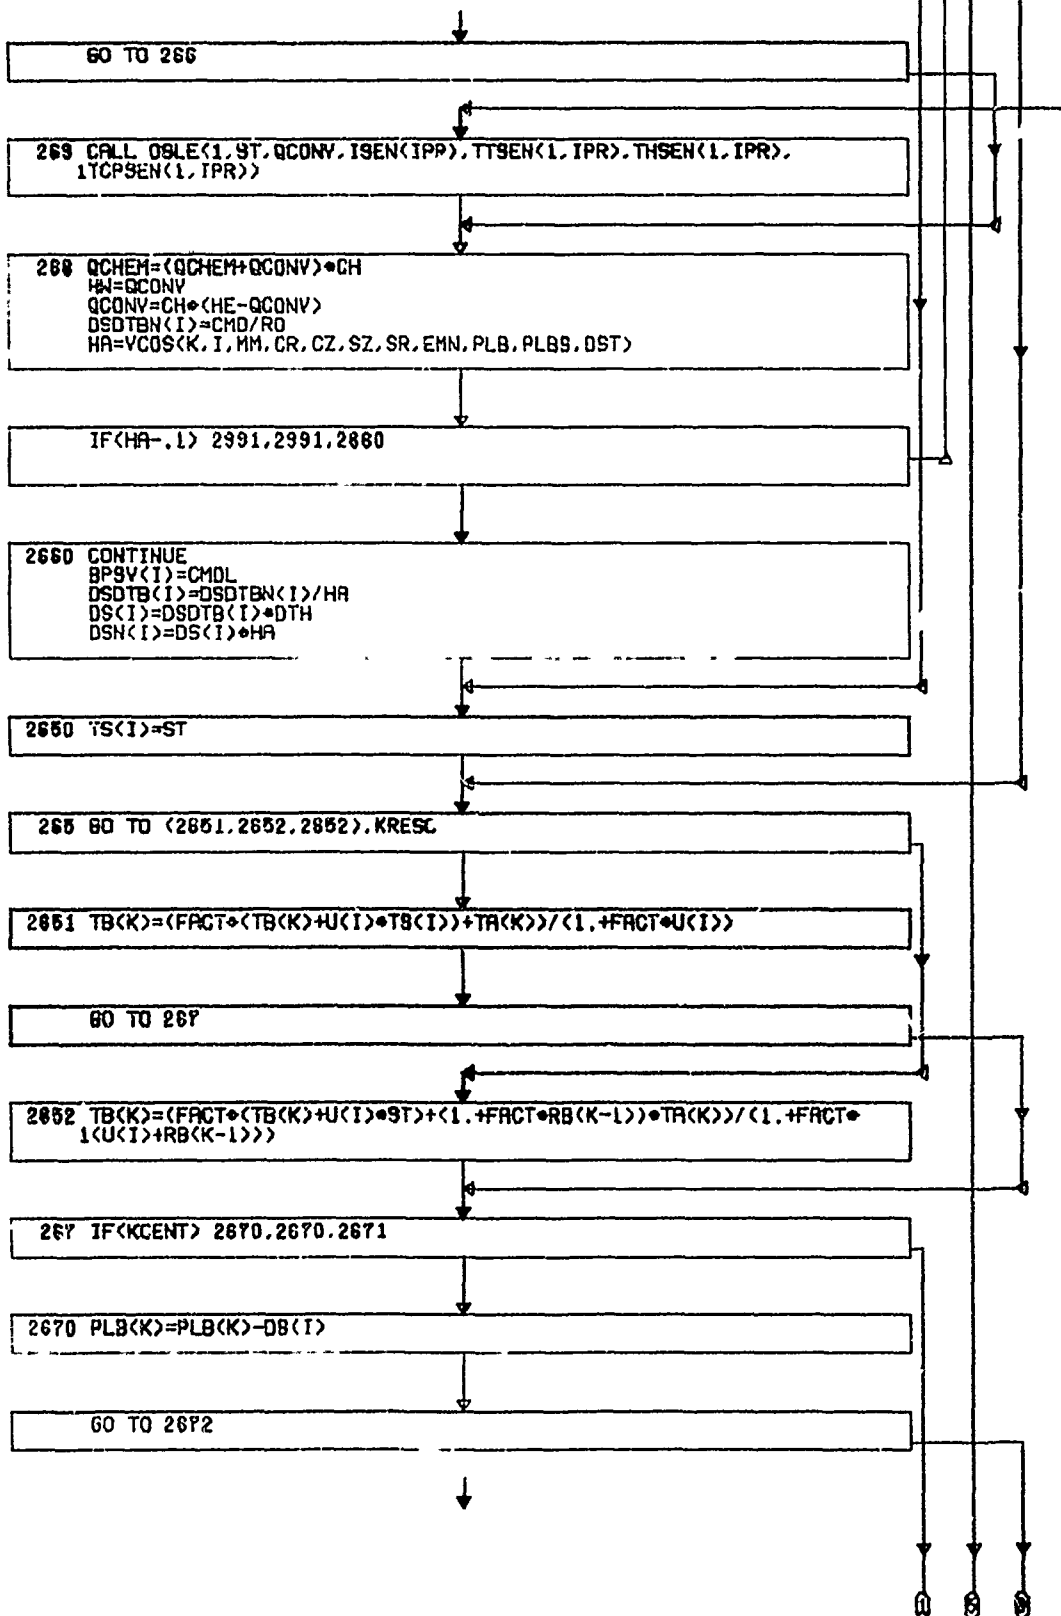 GO TO 266
269 CALL OSLE(1,ST,QCONV,ISEN(IPR),TTSEN(1,IPR),THSEN(1,IPR),
1TCPSEN(1,IPR))
266 QCHEM=(QCHEM+QCONV)*CH
HW=QCONV
QCONV=CH*(HE-QCONV)
DSDTBN(I)=CMD/RO
HA=VCOS(K,I,MM,CR,CZ,SZ,SR,EMN,PLB,PLBS,DST)
IF(HA-.1) 2991,2991,2660
2660 CONTINUE
BPSV(I)=CMDL
DSDTB(I)=DSDTBN(I)/HA
DS(I)=DSDTB(I)*DTH
DSN(I)=DS(I)*HA
2650 TS(I)=ST
265 GO TO (2651,2652,2652),KRESC
2651 TB(K)=(FACT*(TB(K)+U(I)*TS(I))+TA(K))/(1.+FACT*U(I))
GO TO 267
2652 TB(K)=(FACT*(TB(K)+U(I)*ST)+(1.+FACT*RB(K-1))*TA(K))/(1.+FACT*
1(U(I)+RB(K-1)))
267 IF(KCENT) 2670,2670,2671
2670 PLB(K)=PLB(K)-DS(I)
GO TO 2672